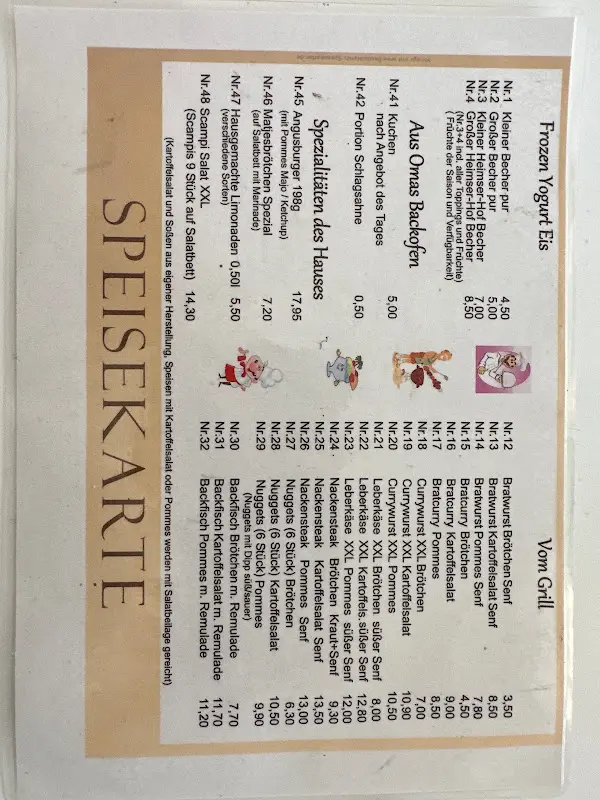 Frozen Yogurt Eis
Nr.1 Kleiner Becher pur 4,50
Nr.2 Großer Becher pur 5,00
Nr.3 Kleiner Heimser-Hof Becher 7,00
Nr.4 Großer Heimser-Hof Becher 8,50
(Nr.3+4 incl. aller Toppings und Früchte)
( Früchte der Saison und Verfügbarkeit)
Aus Omas Backofen
Nr.41 Kuchen 5,00
nach Angebot des Tages
Nr.42 Portion Schlagsahne 0,50
Spezialitäten des Hauses
Nr.45 Angusburger 198g 17,95
(mit Pommes Majo / Ketchup)
Nr.46 Matjesbrötchen Spezial 7,20
(auf Salatbett mit Marinade)
Nr.47 Hausgemachte Limonaden 0,50l 5,50
(verschiedene Sorten)
Nr.48 Scampi Salat XXL
(Scampis 9 Stück auf Salatbett) 14,30
Vom Grill
Nr.12 Bratwurst Brötchen Senf 3,50
Nr.13 Bratwurst Kartoffelsalat Senf 8,50
Nr.14 Bratwurst Pommes Senf 7,80
Nr.15 Bratcurry Brötchen 4,50
Nr.16 Bratcurry Kartoffelsalat 9,00
Nr.17 Bratcurry Pommes 8,50
Nr.18 Currywurst XXL Brötchen 7,00
Nr.19 Currywurst XXL Kartoffelsalat 10,90
Nr.20 Currywurst XXL Pommes 10,50
Nr.21 Leberkäse XXL Brötchen süßer Senf 8,00
Nr.22 Leberkäse XXL Kartoffels. süßer Senf 12,80
Nr.23 Leberkäse XXL Pommes süßer Senf 12,00
Nr.24 Nackensteak Brötchen Kraut+Senf 9,30
Nr.25 Nackensteak Kartoffelsalat Senf 13,50
Nr.26 Nackensteak Pommes Senf 13,00
Nr.27 Nuggets (6 Stück) Brötchen 6,30
Nr.28 Nuggets (6 Stück) Kartoffelsalat 10,50
Nr.29 Nuggets (6 Stück) Pommes 9,90
(Nuggets mit Dipp süß/sauer)
Nr.30 Backfisch Brötchen m. Remulade 7,70
Nr.31 Backfisch Kartoffelsalat m. Remulade 11,70
Nr.32 Backfisch Pommes m. Remulade 11,20
(Kartoffelsalat und Soßen aus eigener Herstellung, Speisen mit Kartoffelsalat oder Pommes werden mit Salatbeilage gereicht)
SPEISEKARTE